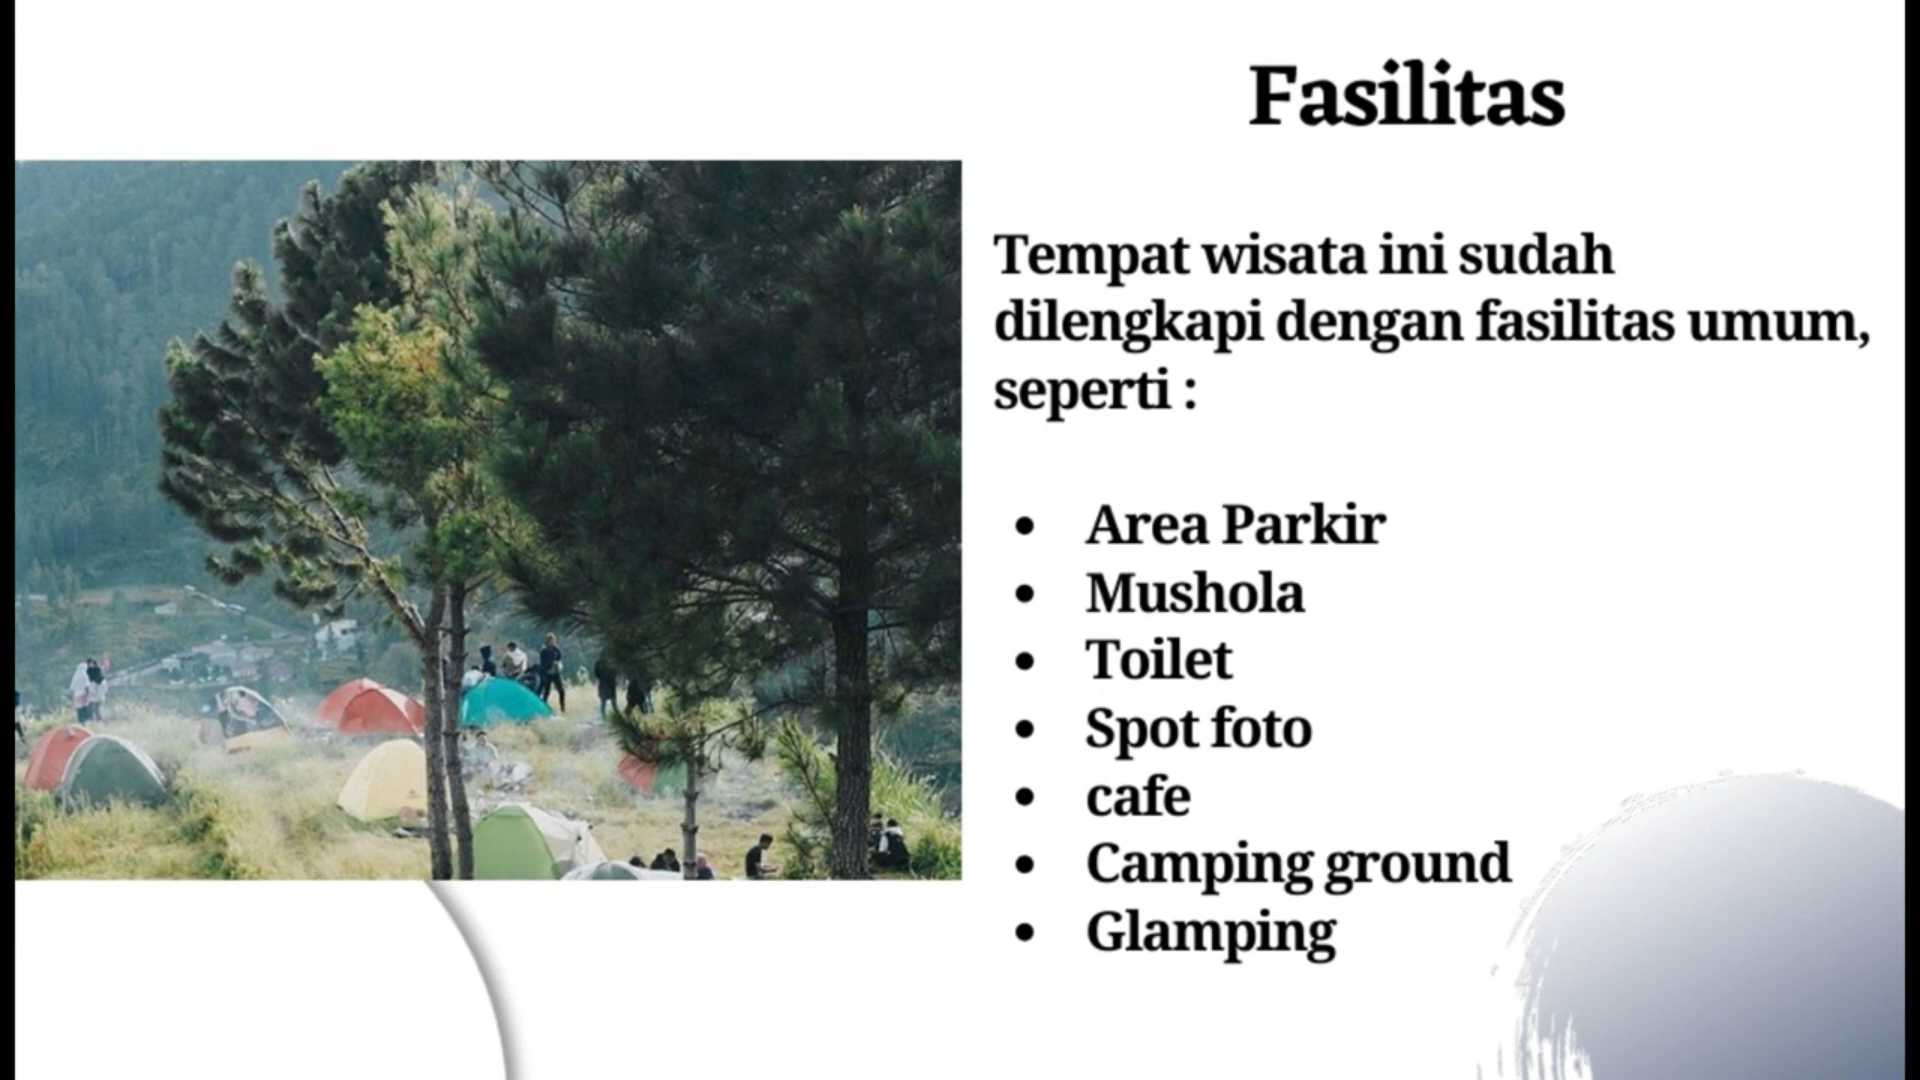 Fasilitas
Tempat wisata ini sudah
dilengkapi dengan fasilitas umum,
seperti :
• Area Parkir
• Mushola
• Toilet
• Spot foto
• cafe
• Camping ground
• Glamping